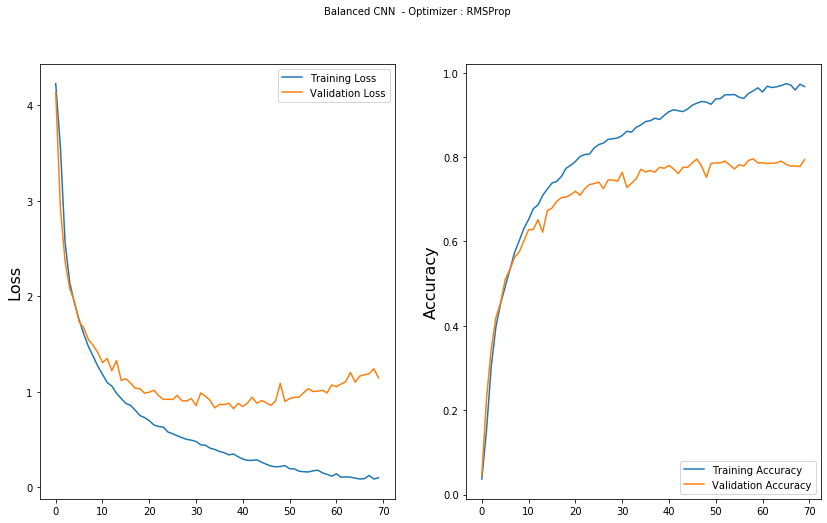 Balanced CNN  - Optimizer : RMSProp
Training Loss
Validation Loss
Loss
4
3
2
1
0
0 10 20 30 40 50 60 70
Accuracy
1.0
0.8
0.6
0.4
0.2
0.0
Training Accuracy
Validation Accuracy
0 10 20 30 40 50 60 70